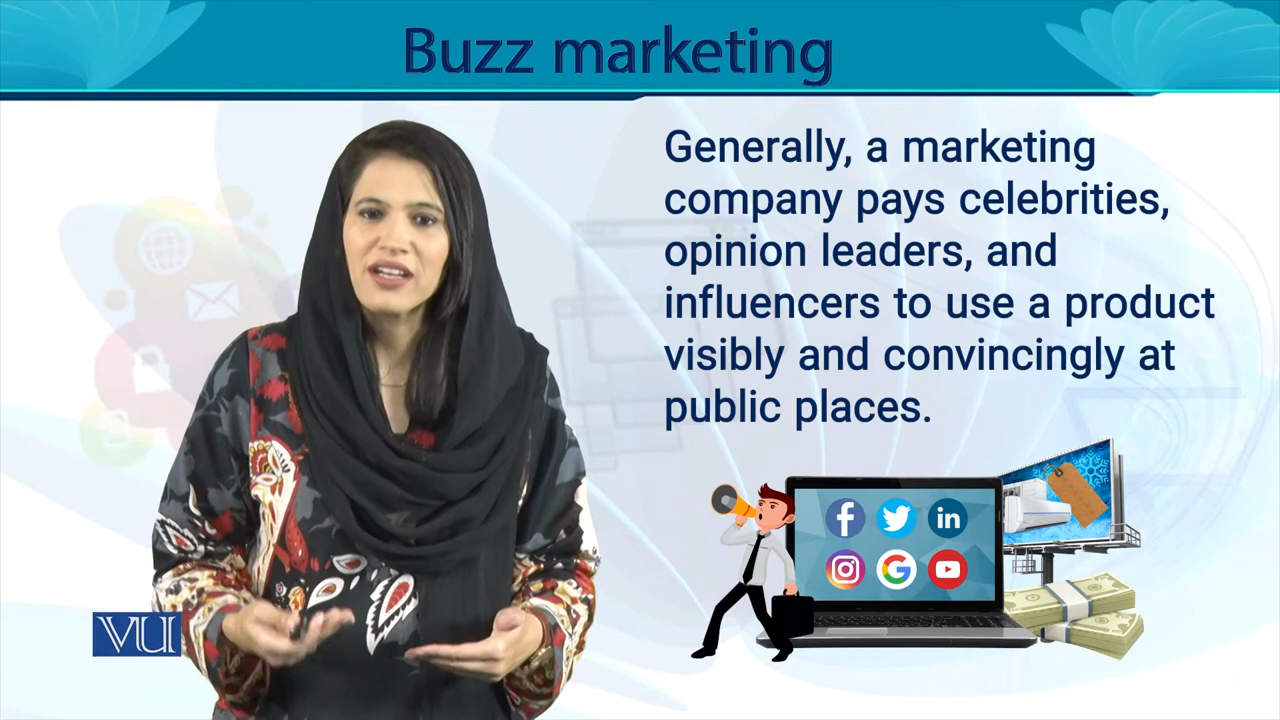 Buzz marketing
Generally, a marketing
company pays celebrities,
opinion leaders, and
influencers to use a product
visibly and convincingly at
public places.
f
in
G
VU